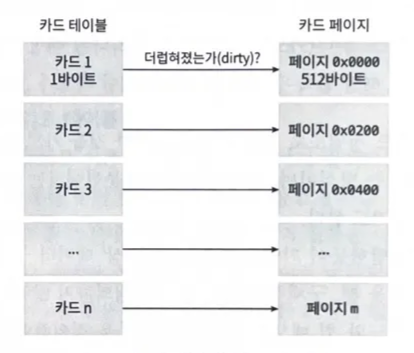 카드 테이블
카드 페이지
카드 1
1바이트
더럽혀졌는가(dirty)?
페이지 0x0000
512바이트
카드 2
페이지 0x0200
카드 3
페이지 0x0400
...
...
카드 n
페이지 m